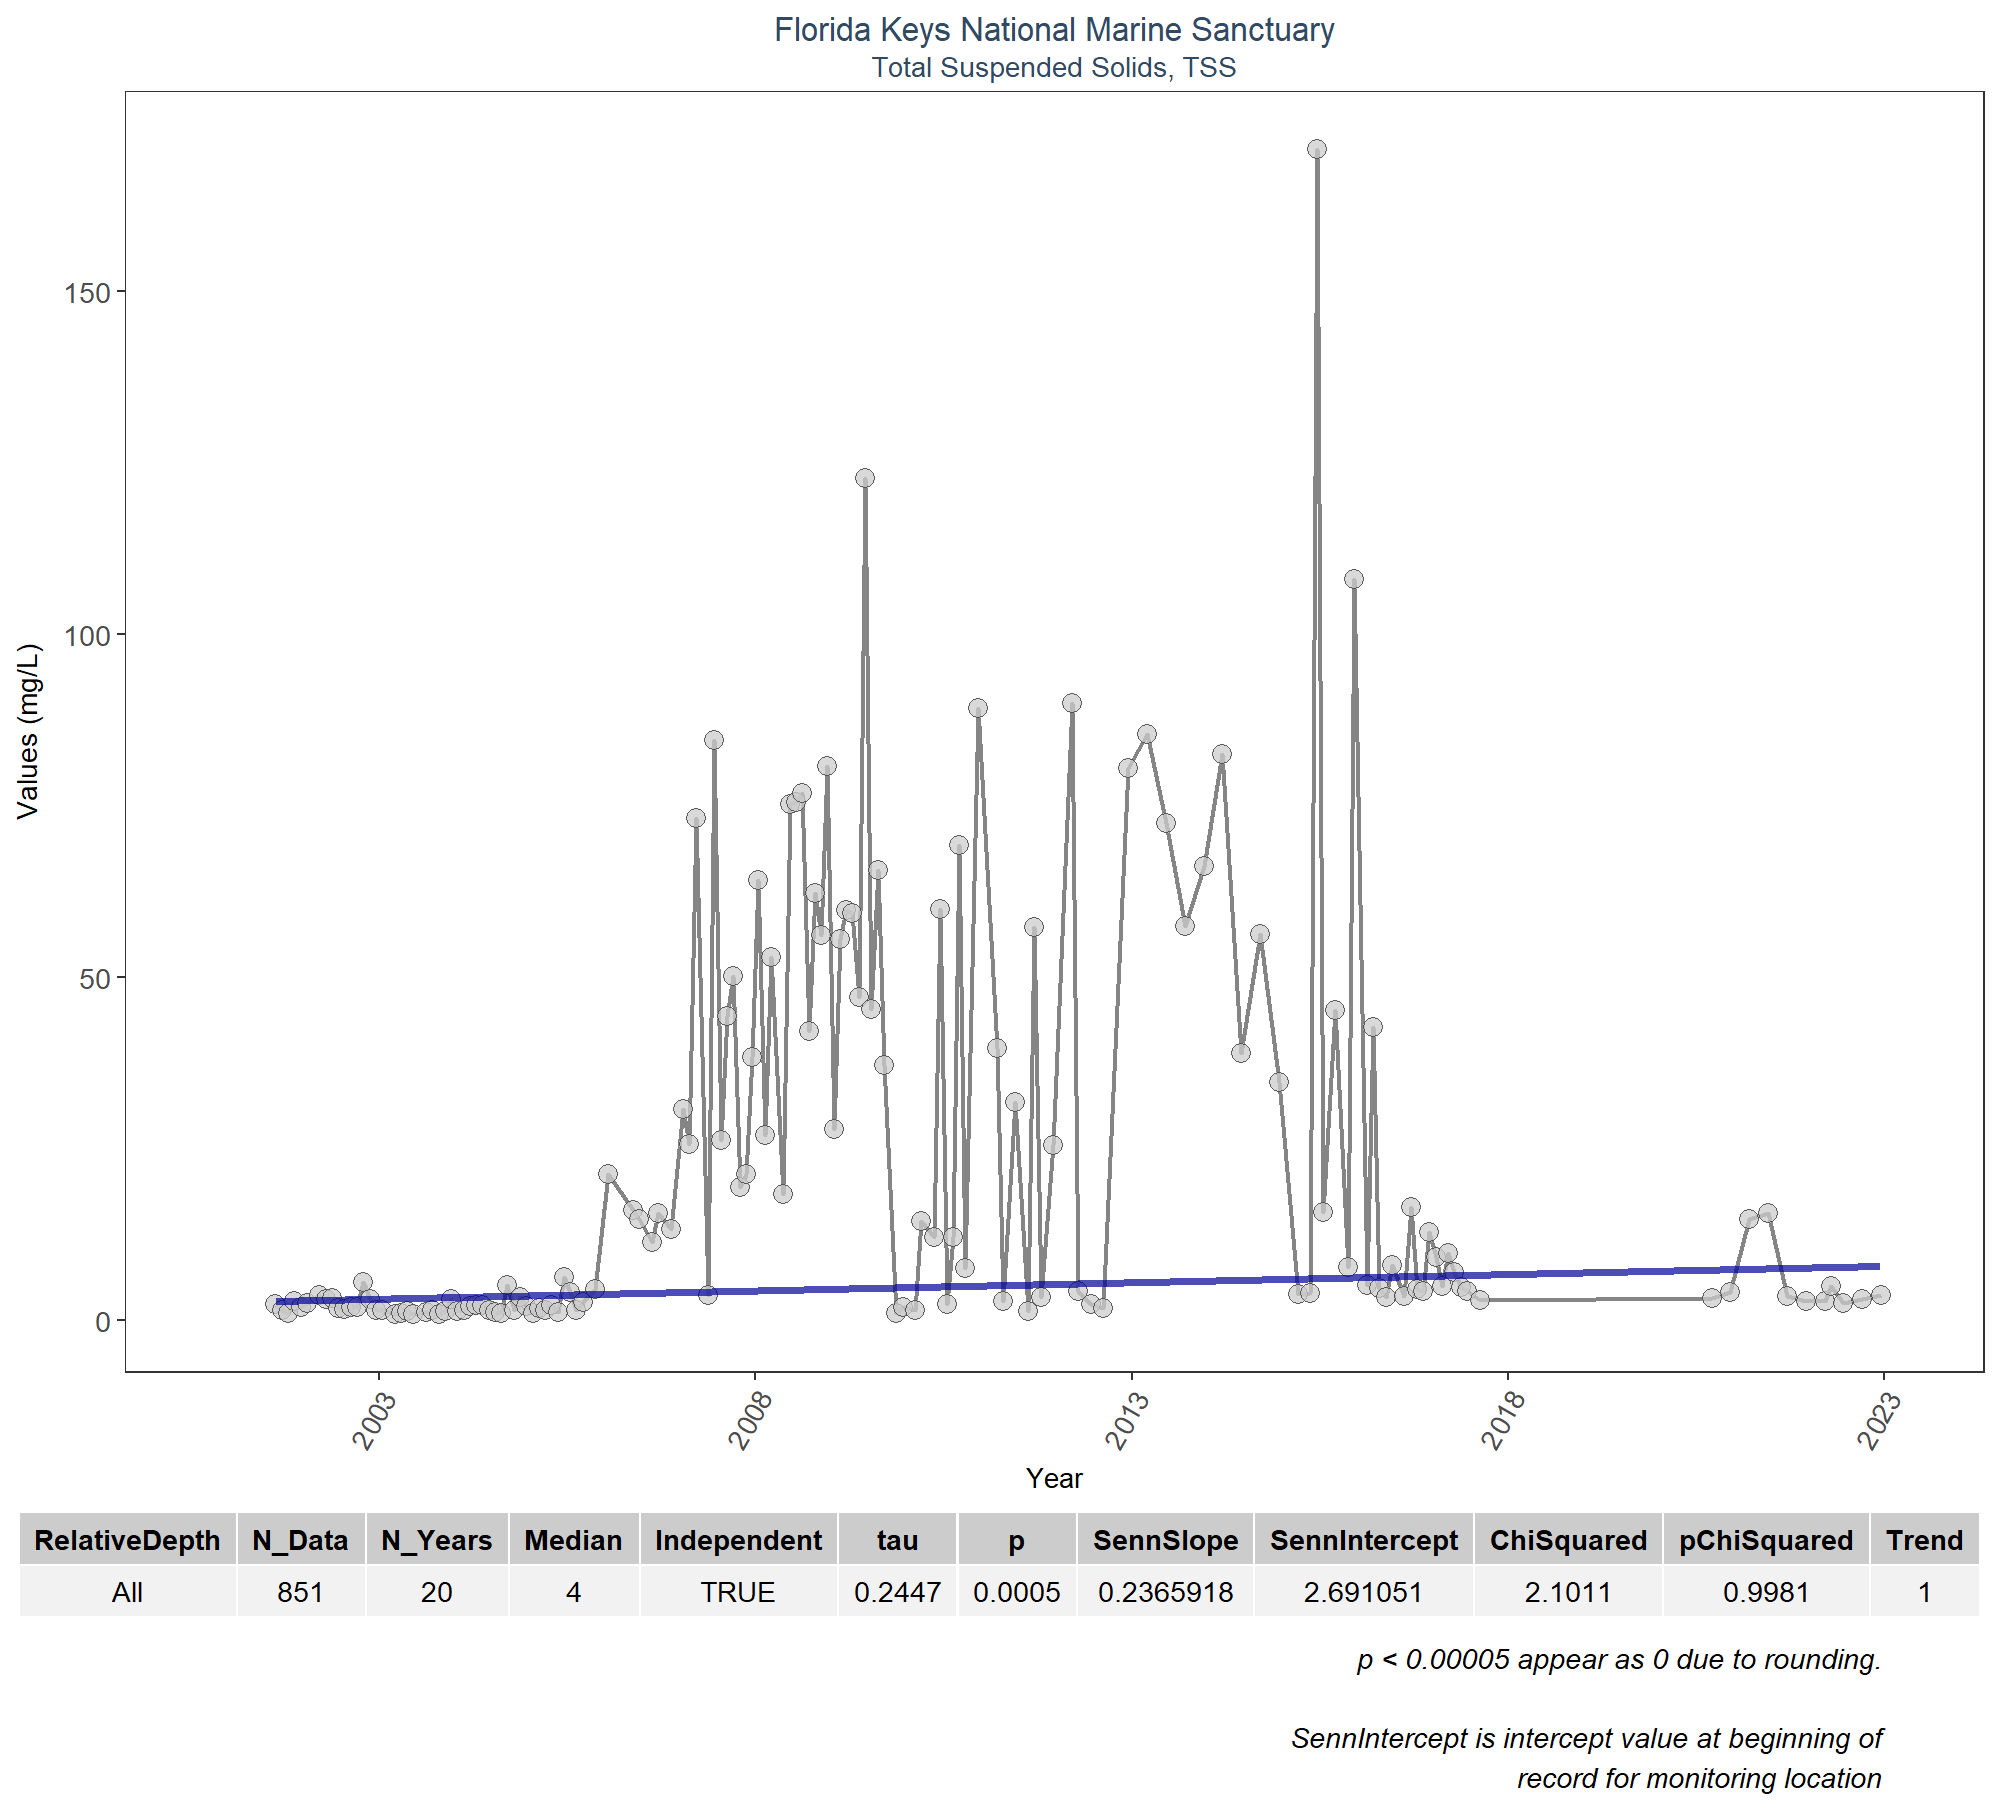 Florida Keys National Marine Sanctuary
Total Suspended Solids, TSS
Values (mg/L)
150
100
50
0
2003 2008 2013 2018 2023
Year
RelativeDepth N_Data N_Years Median Independent tau p SennSlope SennIntercept ChiSquared pChiSquared Trend
All 851 20 4 TRUE 0.2447 0.0005 0.2365918 2.691051 2.1011 0.9981 1
p < 0.00005 appear as 0 due to rounding.
SennIntercept is intercept value at beginning of
record for monitoring location